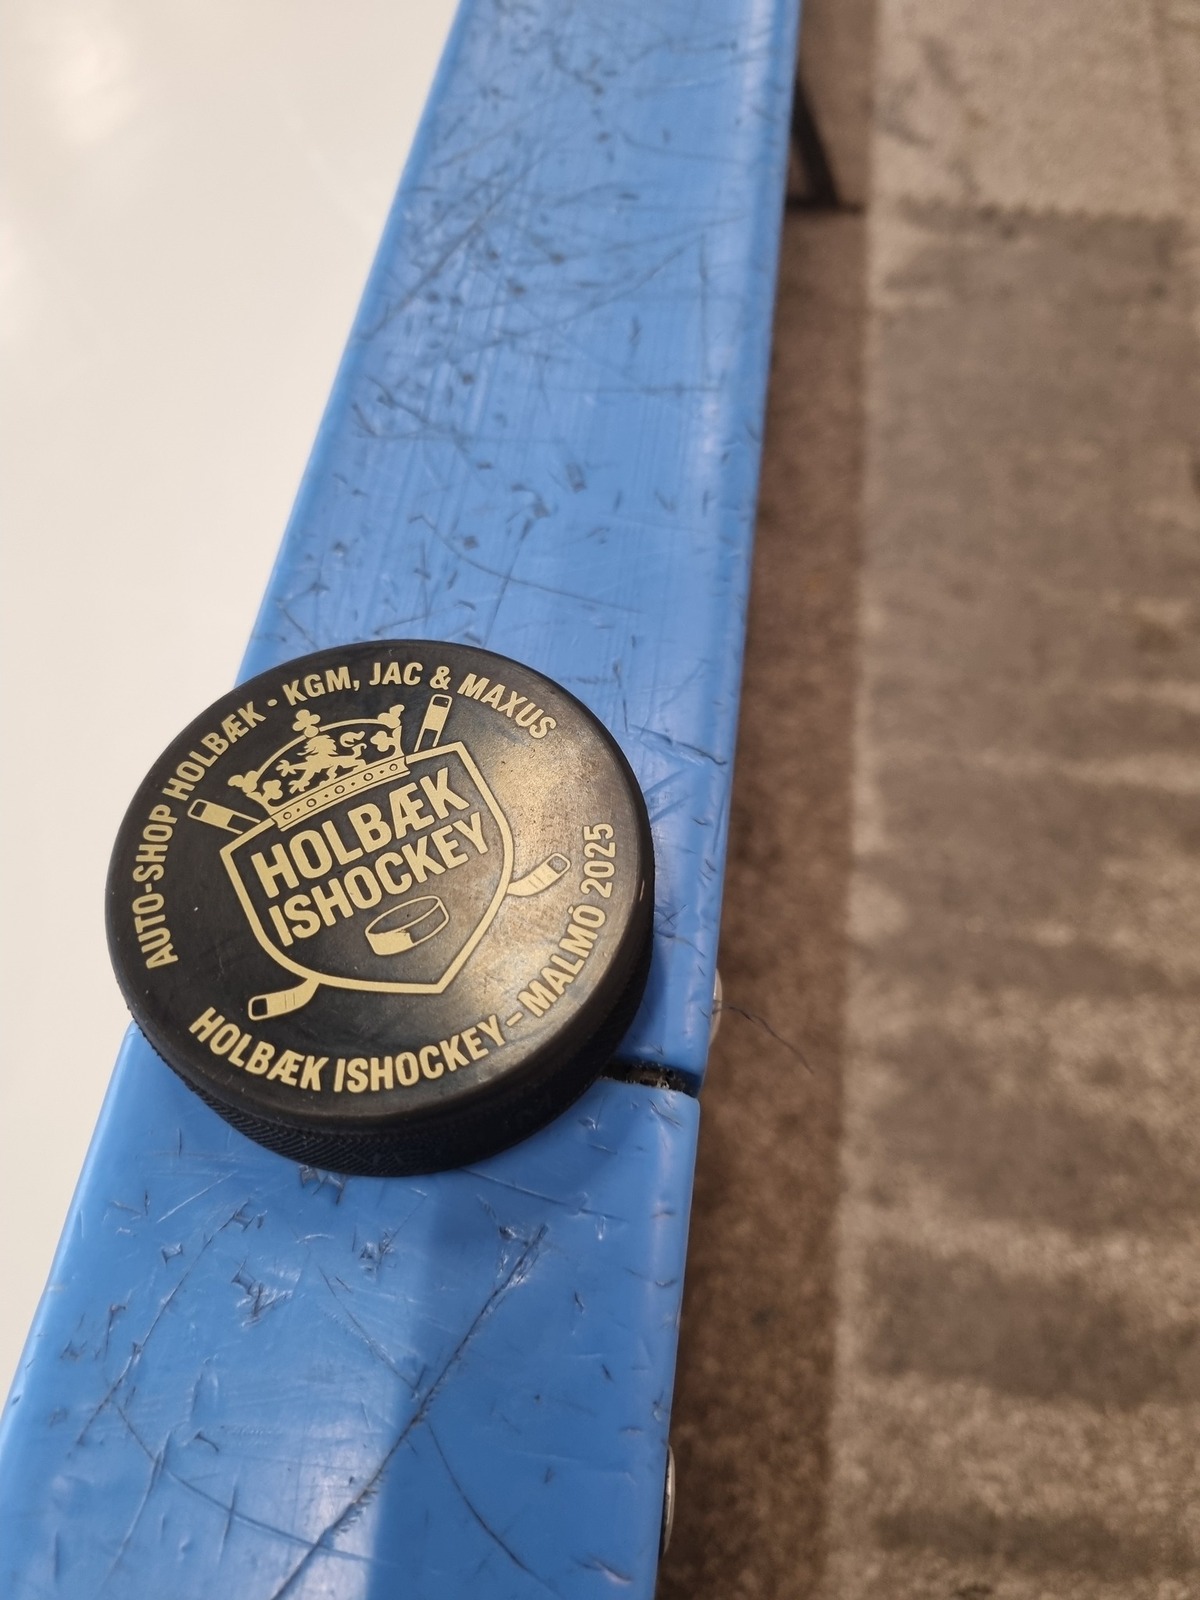 AUTO-SHOP HOLBÆK · KGM, JAC & MAXUS
HOLBÆK
ISHOCKEY
HOLBÆK ISHOCKEY – MALMÖ 2025